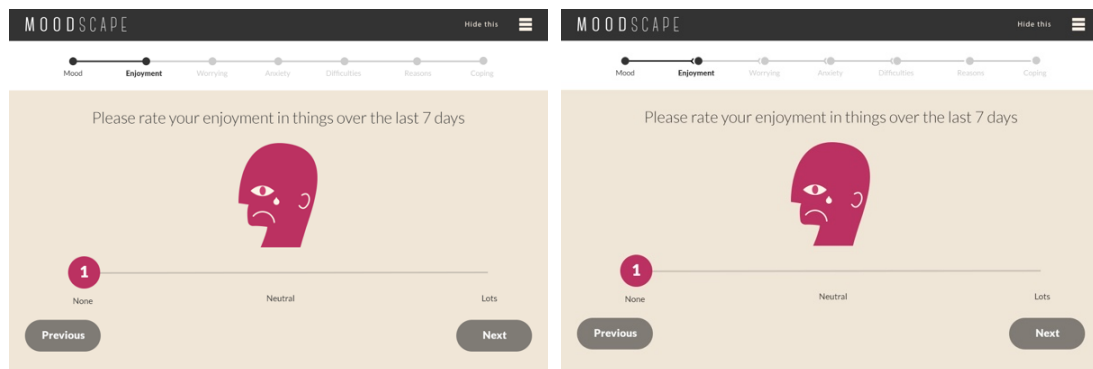 MOODSCAPE
Hide this
Mood Enjoyment Worrying Anxiety Difficulties Reasons Coping
Please rate your enjoyment in things over the last 7 days
1
None Neutral Lots
Previous Next
MOODSCAPE
Hide this
Mood Enjoyment Worrying Anxiety Difficulties Reasons Coping
Please rate your enjoyment in things over the last 7 days
1
None Neutral Lots
Previous Next